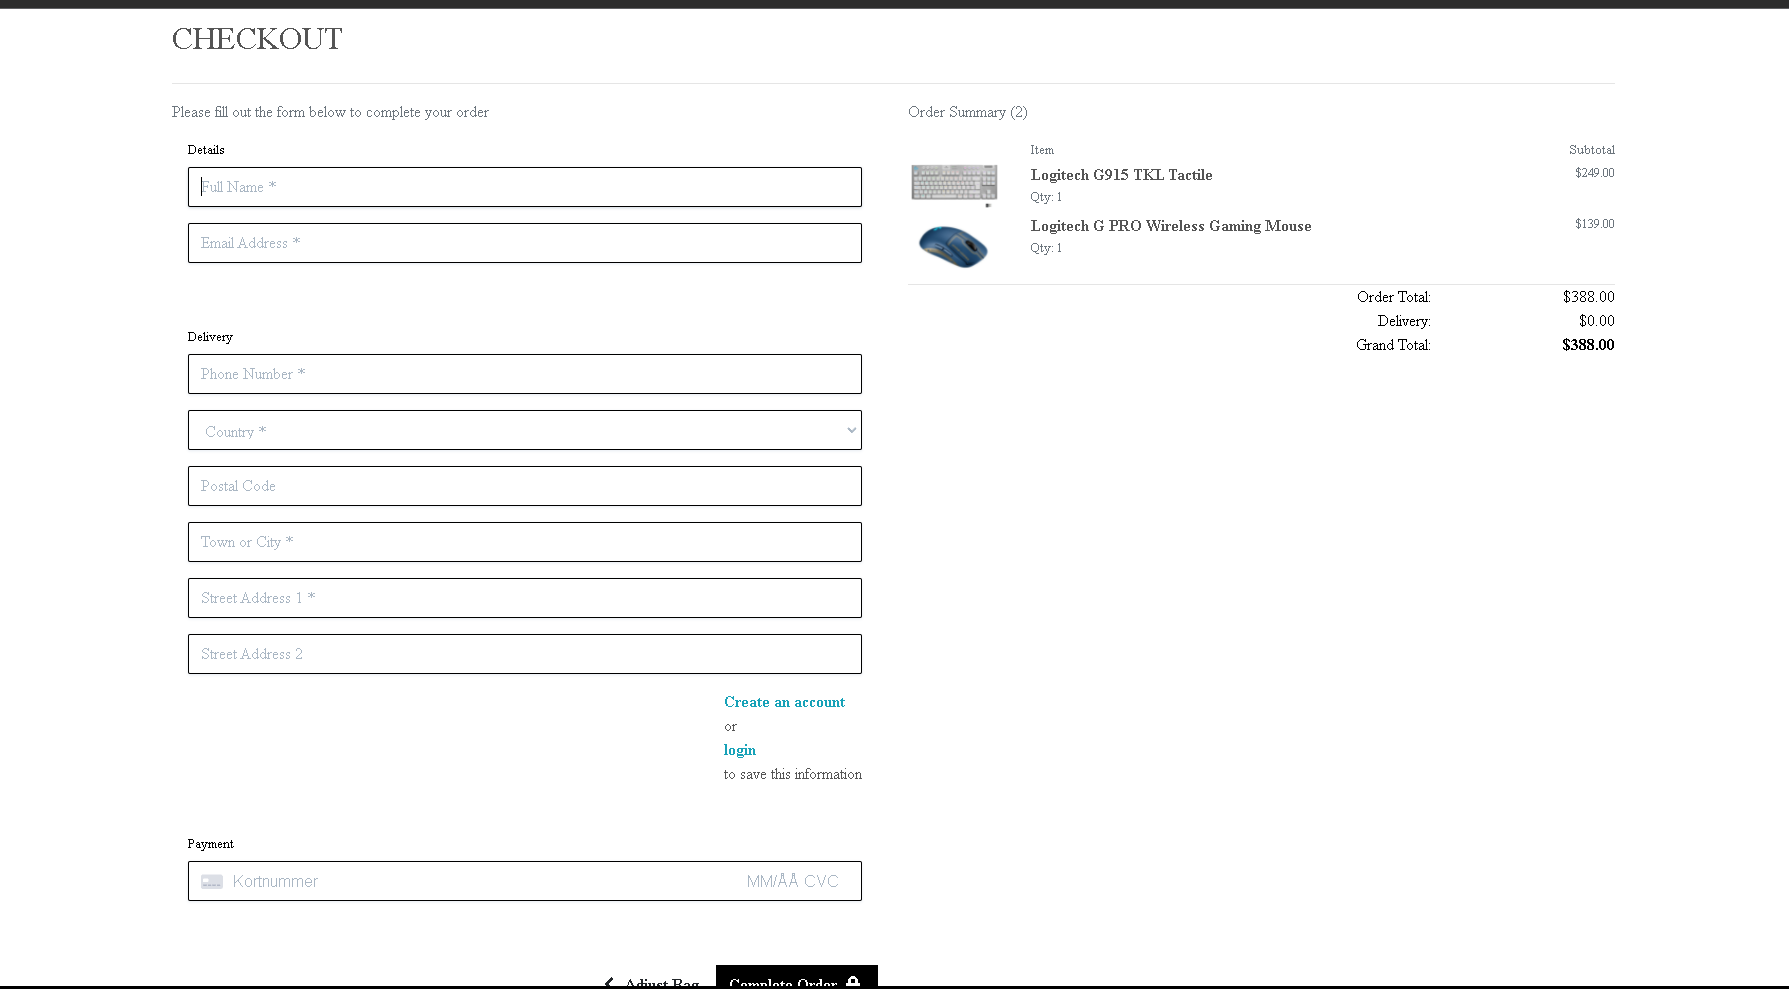 CHECKOUT
Please fill out the form below to complete your order
Details
Full Name *
Email Address *
Delivery
Phone Number *
Country *
Postal Code
Town or City *
Street Address 1 *
Street Address 2
Create an account
or
login
to save this information
Payment
Kortnummer MM/ÅÅ CVC
Adjust Bag Complete Order
Order Summary (2)
Item Subtotal
Logitech G915 TKL Tactile $249.00
Qty: 1
Logitech G PRO Wireless Gaming Mouse $139.00
Qty: 1
Order Total: $388.00
Delivery: $0.00
Grand Total: $388.00